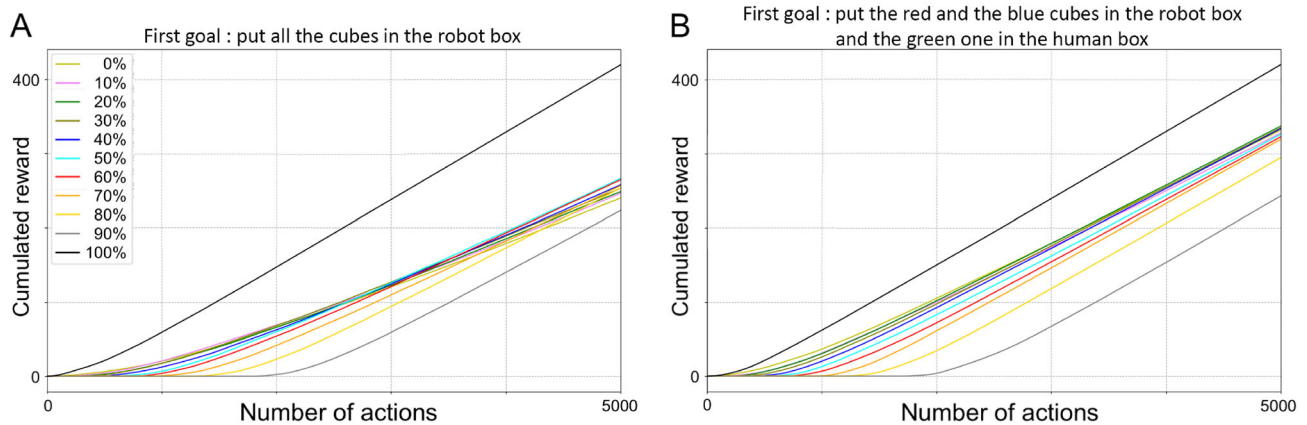 A
First goal : put all the cubes in the robot box
0%
10%
20%
30%
40%
50%
60%
70%
80%
90%
100%
400
0
Cumulated reward
0
Number of actions
5000
B
First goal : put the red and the blue cubes in the robot box
and the green one in the human box
400
0
Cumulated reward
0
Number of actions
5000